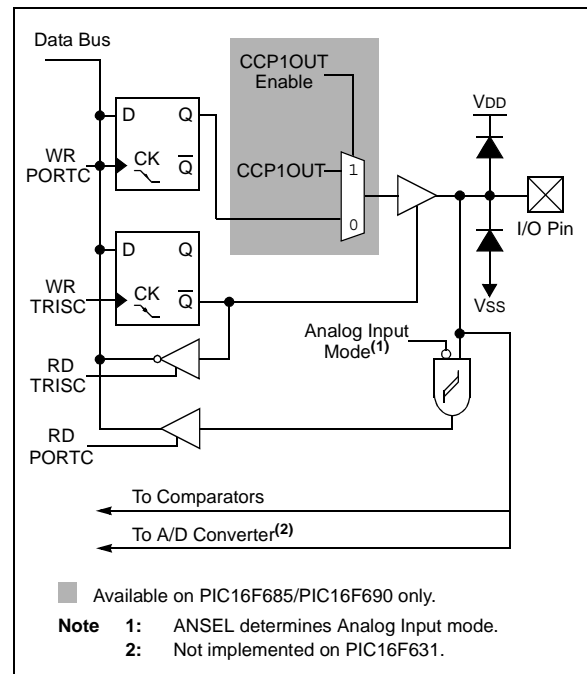 Data Bus
CCP1OUT
Enable
VDD
D Q
WR
PORTC
CK Q
CCP1OUT
1
0
I/O Pin
D Q
WR
TRISC
CK Q
VSS
Analog Input
Mode(1)
RD
TRISC
RD
PORTC
To Comparators
To A/D Converter(2)
Available on PIC16F685/PIC16F690 only.
Note 1: ANSEL determines Analog Input mode.
2: Not implemented on PIC16F631.